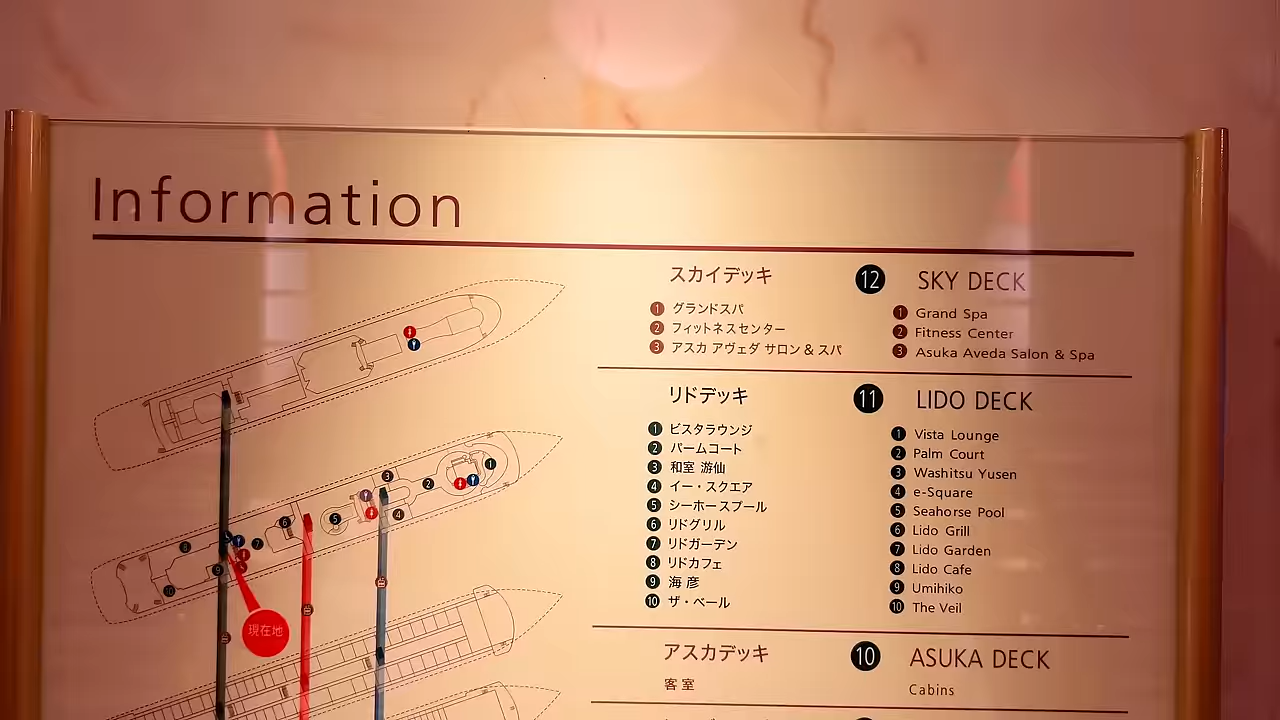 Information
スカイデッキ 12 SKY DECK
1 グランドスパ 1 Grand Spa
2 フィットネスセンター 2 Fitness Center
3 アスカ アヴェダ サロン & スパ 3 Asuka Aveda Salon & Spa
リドデッキ 11 LIDO DECK
1 ビスタラウンジ 1 Vista Lounge
2 パームコート 2 Palm Court
3 和室 游仙 3 Washitsu Yusen
4 イー・スクエア 4 e-Square
5 シーホースプール 5 Seahorse Pool
6 リドグリル 6 Lido Grill
7 リドガーデン 7 Lido Garden
8 リドカフェ 8 Lido Cafe
9 海 彦 9 Umihiko
10 ザ・ベール 10 The Veil
アスカデッキ 10 ASUKA DECK
客室 Cabins
現在地